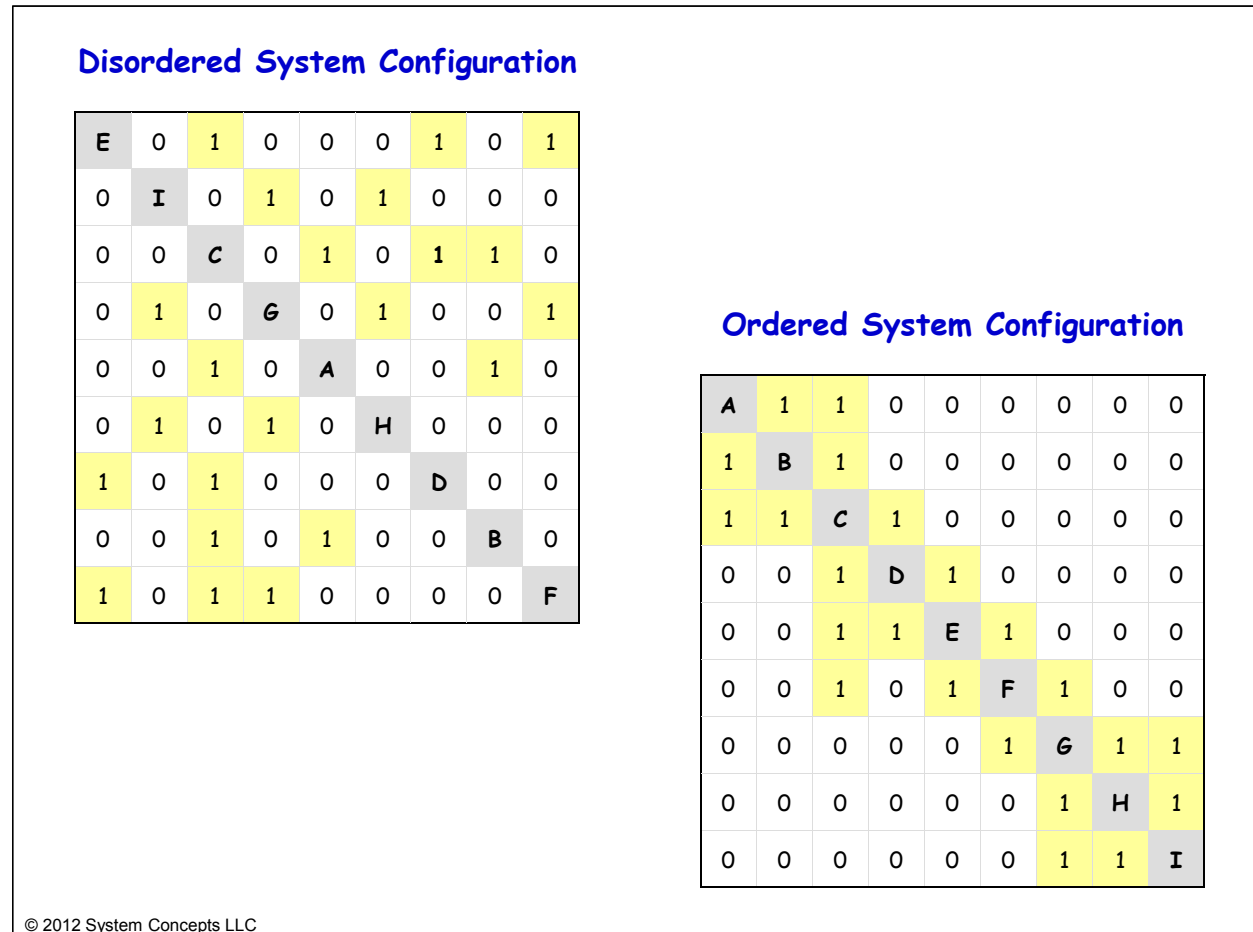 Disordered System Configuration
E 0 1 0 0 0 1 0 1
0 I 0 1 0 1 0 0 0
0 0 C 0 1 0 1 1 0
0 1 0 G 0 1 0 0 1
0 0 1 0 A 0 0 1 0
0 1 0 1 0 H 0 0 0
1 0 1 0 0 0 D 0 0
0 0 1 0 1 0 0 B 0
1 0 1 1 0 0 0 0 F
Ordered System Configuration
A 1 1 0 0 0 0 0 0
1 B 1 0 0 0 0 0 0
1 1 C 1 0 0 0 0 0
0 0 1 D 1 0 0 0 0
0 0 1 1 E 1 0 0 0
0 0 1 0 1 F 1 0 0
0 0 0 0 0 1 G 1 1
0 0 0 0 0 0 1 H 1
0 0 0 0 0 0 1 1 I
© 2012 System Concepts LLC